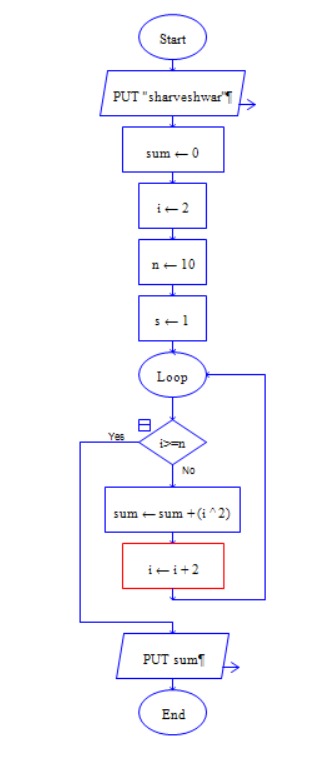 Start
PUT "sharveshwar"¶
sum ← 0
i ← 2
n ← 10
s ← 1
Loop
Yes
i>=n
No
sum ← sum +(i ^ 2)
i ← i + 2
PUT sum¶
End